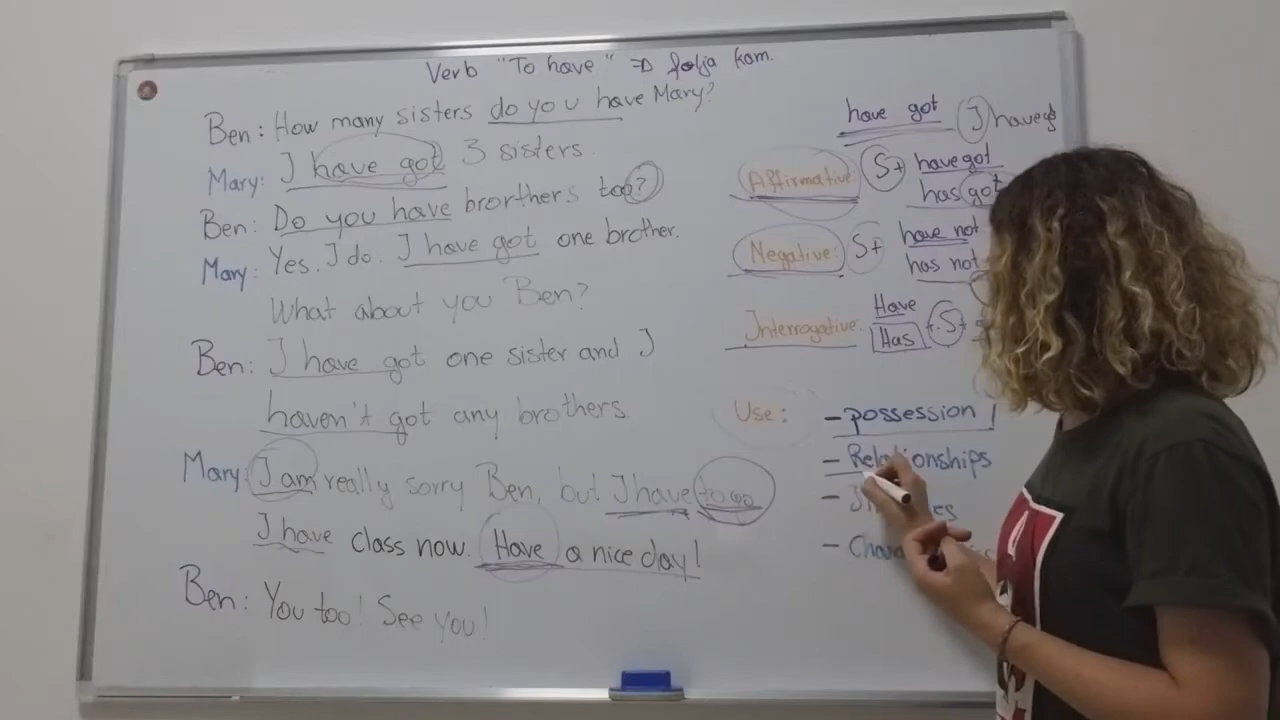 Verb "To have" => folja kam.
Ben: How many sisters do you have Mary?
Mary: I have got 3 sisters.
Ben: Do you have brorthers too?
Mary: Yes. I do. I have got one brother.
What about you Ben?
Ben: I have got one sister and I
haven't got any brothers.
Mary: I am really sorry Ben, but I have to go
I have class now. Have a nice day!
Ben: You too! See you!
have got I have
Affirmative: S+ have got
has got
Negative: S+ have not
has not
Interrogative: Have
Has + S +
Use: - possession
- Relationships
-
-